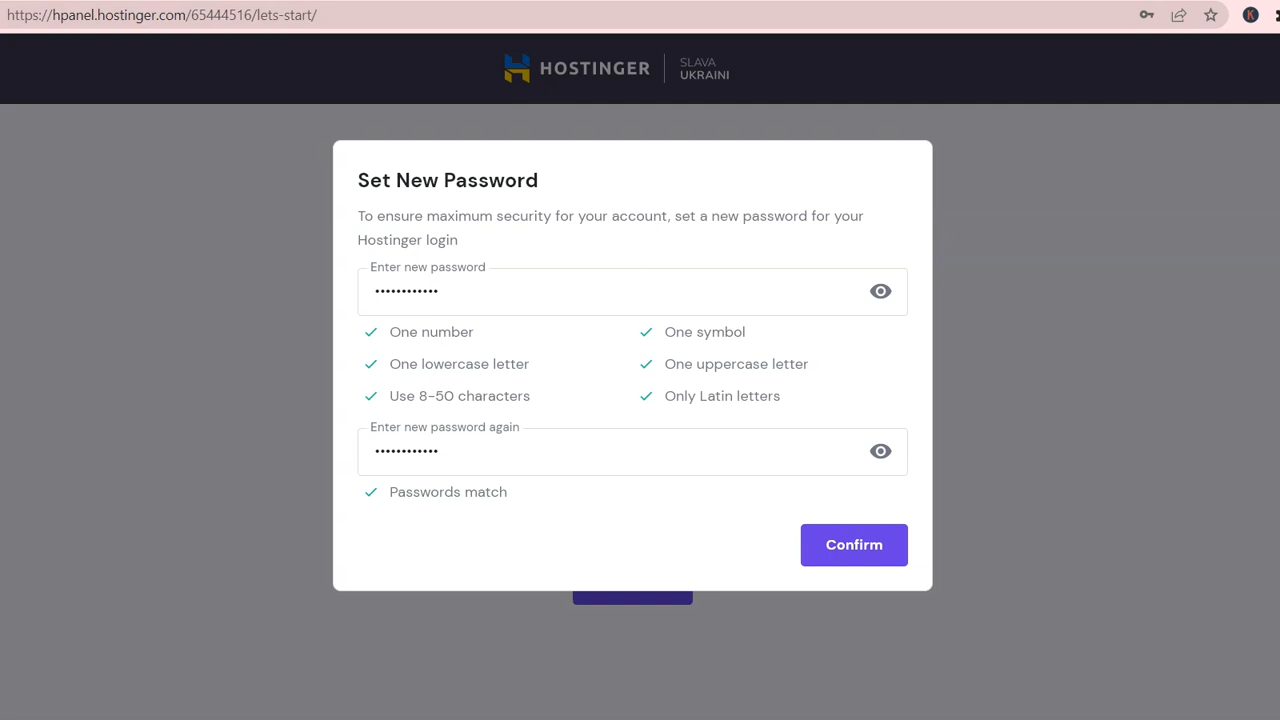 https://hpanel.hostinger.com/65444516/lets-start/
K
HOSTINGER
SLAVA
UKRAINI
Set New Password
To ensure maximum security for your account, set a new password for your
Hostinger login
Enter new password
••••••••••••
One number
One symbol
One lowercase letter
One uppercase letter
Use 8-50 characters
Only Latin letters
Enter new password again
••••••••••••
Passwords match
Confirm